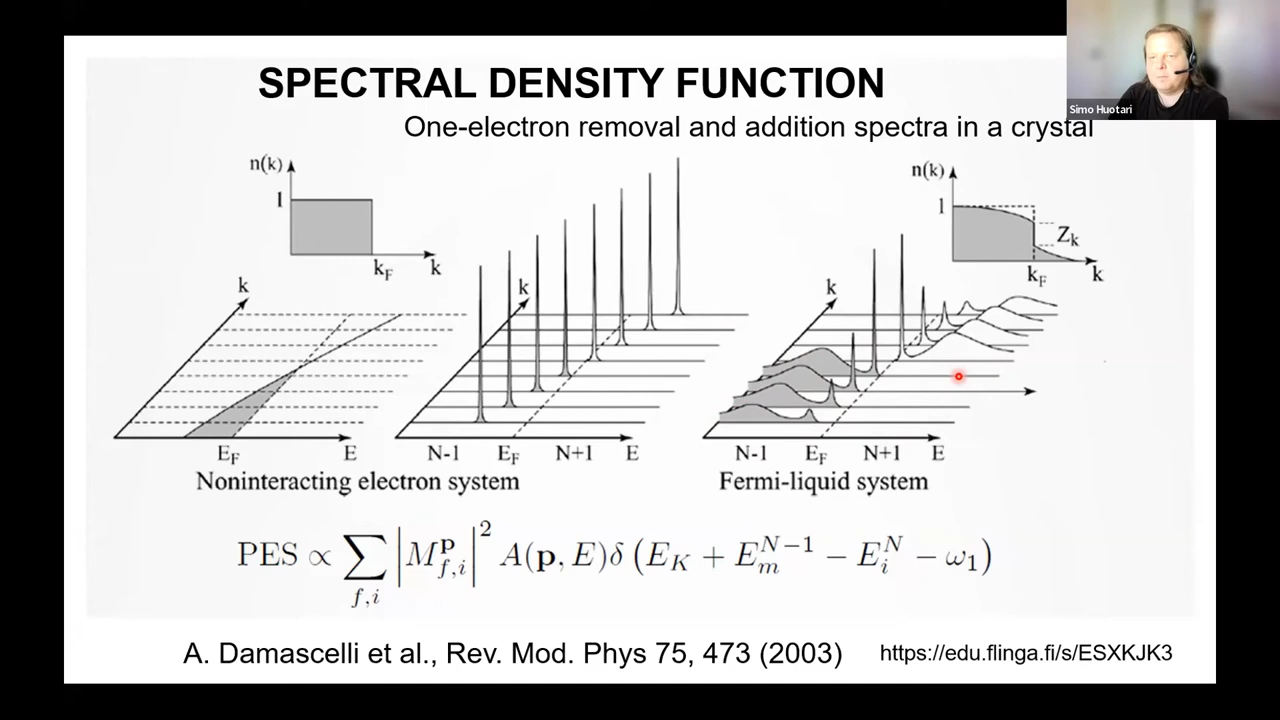 SPECTRAL DENSITY FUNCTION
Simo Huotari
One-electron removal and addition spectra in a crystal
n(k)
1
k_F
k
n(k)
1
Z_k
k_F
k
k
k
k
E_F
E
N-1
E_F
N+1
E
N-1
E_F
N+1
E
Noninteracting electron system
Fermi-liquid system
PES ∝ ∑_{f,i} |M^𝐩_{f,i}|² A(𝐩, E)δ (E_K + E_m^{N−1} − E_i^N − ω₁)
A. Damascelli et al., Rev. Mod. Phys 75, 473 (2003)
https://edu.flinga.fi/s/ESXKJK3